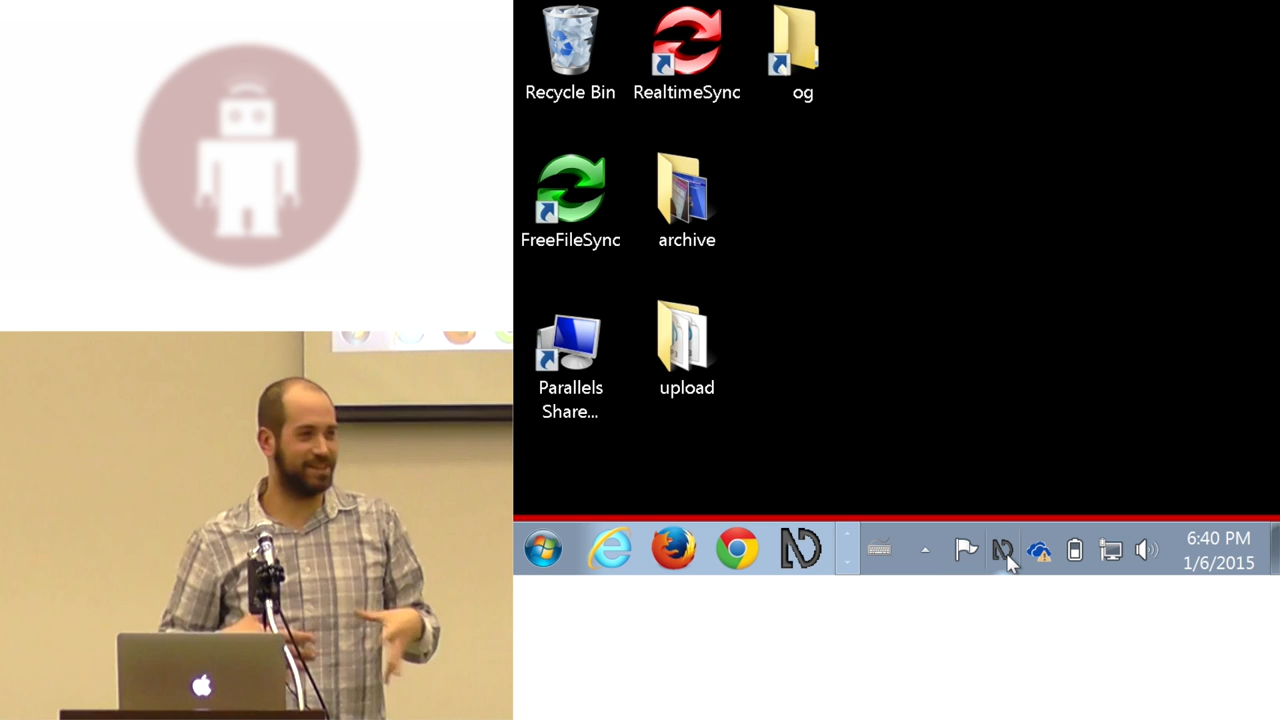 Recycle Bin
RealtimeSync
og
FreeFileSync
archive
Parallels
Share...
upload
6:40 PM
1/6/2015